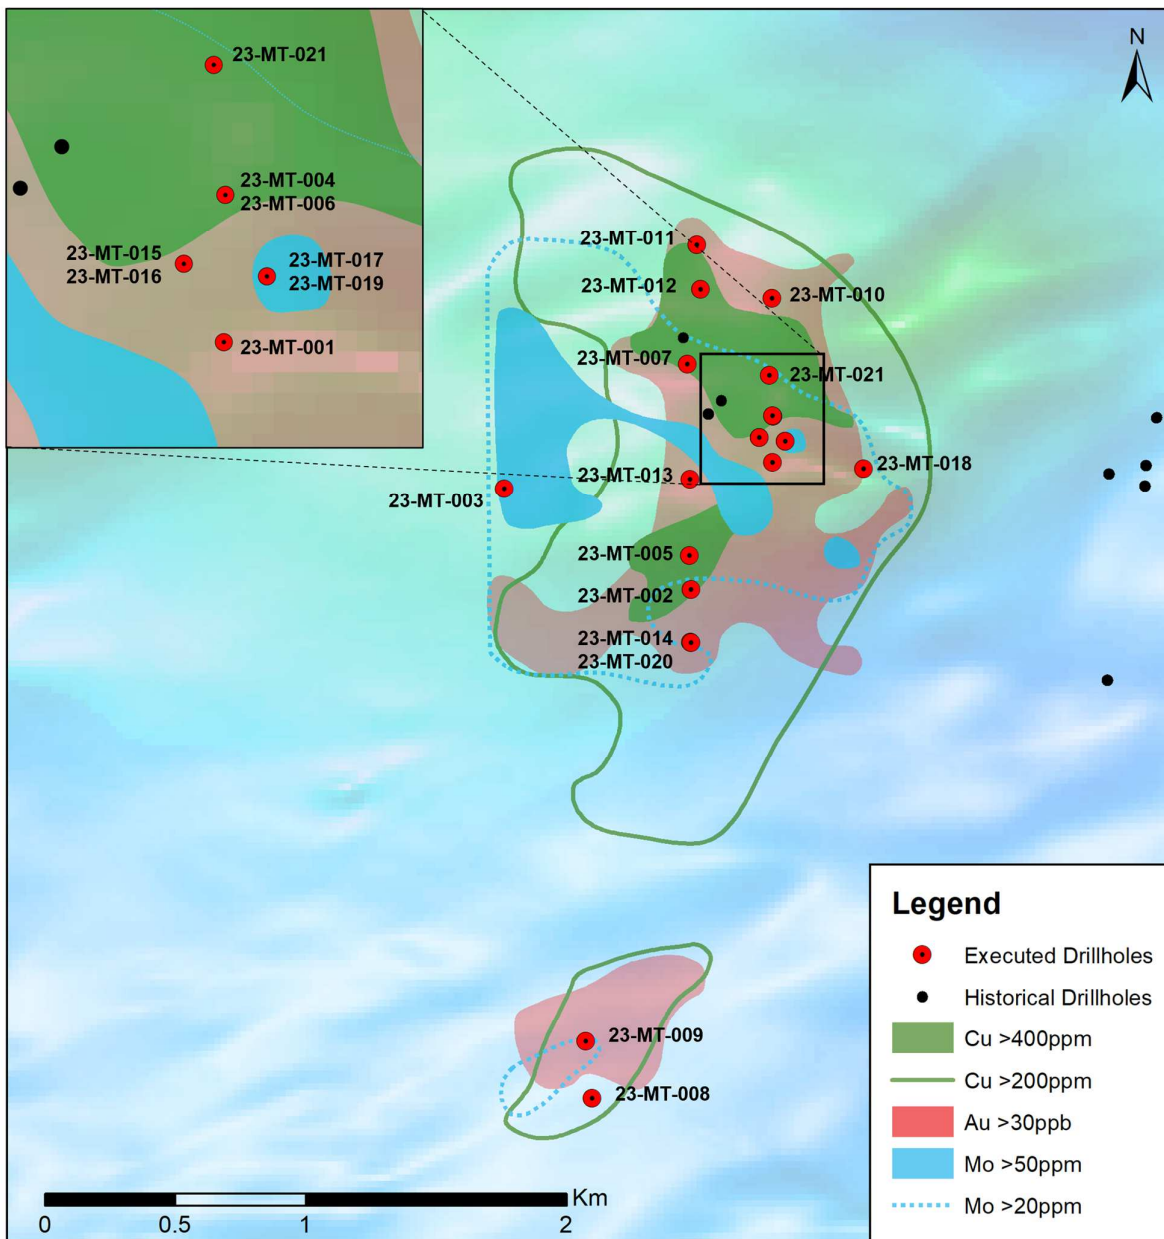 23-MT-021
23-MT-004
23-MT-006
23-MT-015
23-MT-016
23-MT-017
23-MT-019
23-MT-001
N
23-MT-011
23-MT-012
23-MT-010
23-MT-007
23-MT-021
23-MT-013
23-MT-018
23-MT-003
23-MT-005
23-MT-002
23-MT-014
23-MT-020
23-MT-009
23-MT-008
Km
0 0.5 1 2
Legend
Executed Drillholes
Historical Drillholes
Cu >400ppm
Cu >200ppm
Au >30ppb
Mo >50ppm
Mo >20ppm